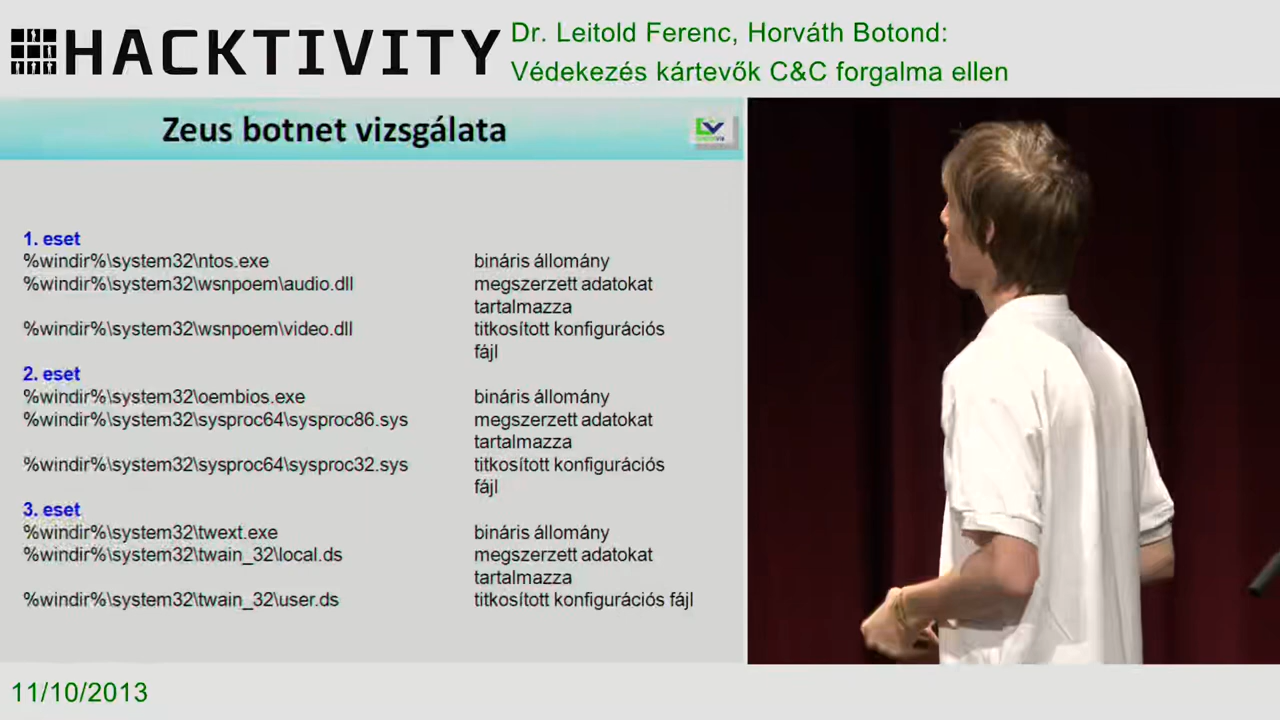 HACKTIVITY
Dr. Leitold Ferenc, Horváth Botond:
Védekezés kártevők C&C forgalma ellen
Zeus botnet vizsgálata
1. eset
%windir%\system32\ntos.exe bináris állomány
%windir%\system32\wsnpoem\audio.dll megszerzett adatokat
tartalmazza
%windir%\system32\wsnpoem\video.dll titkosított konfigurációs
fájl
2. eset
%windir%\system32\oembios.exe bináris állomány
%windir%\system32\sysproc64\sysproc86.sys megszerzett adatokat
tartalmazza
%windir%\system32\sysproc64\sysproc32.sys titkosított konfigurációs
fájl
3. eset
%windir%\system32\twext.exe bináris állomány
%windir%\system32\twain_32\local.ds megszerzett adatokat
tartalmazza
%windir%\system32\twain_32\user.ds titkosított konfigurációs fájl
11/10/2013